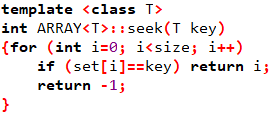 template <class T>
int ARRAY<T>::seek(T key)
{for (int i=0; i<size; i++)
if (set[i]==key) return i;
return -1;
}